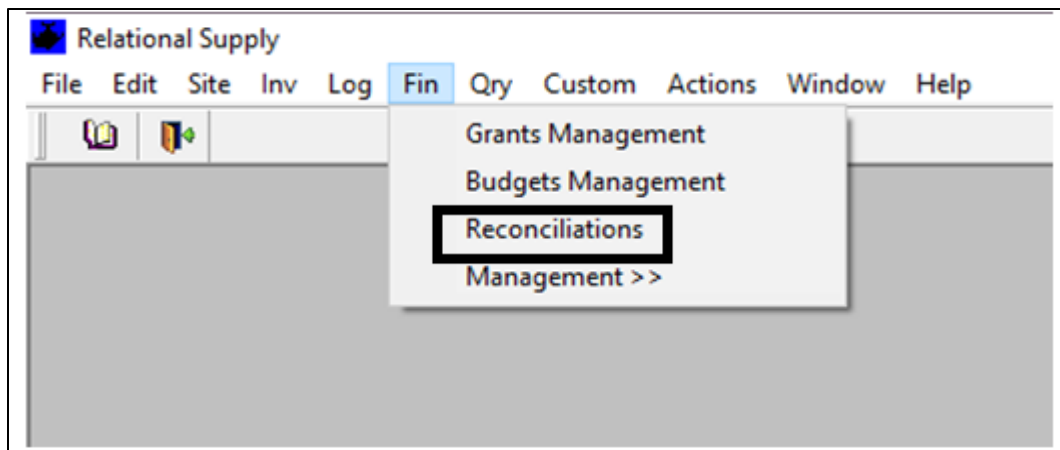 Relational Supply
File Edit Site Inv Log Fin Qry Custom Actions Window Help
Grants Management
Budgets Management
Reconciliations
Management >>